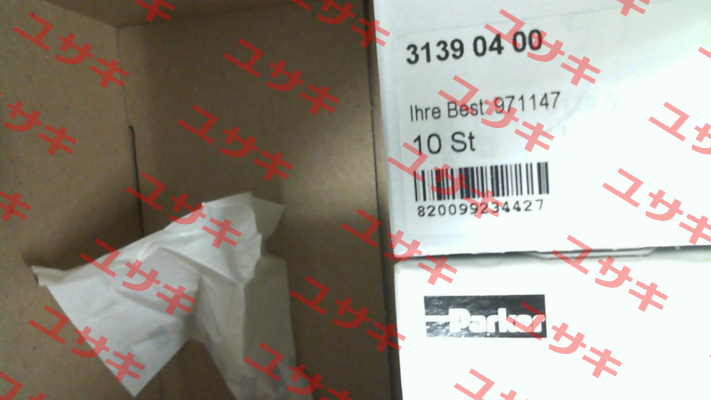 3139 04 00
Ihre Best: 971147
10 St
820099234427
Parker
ユサキ